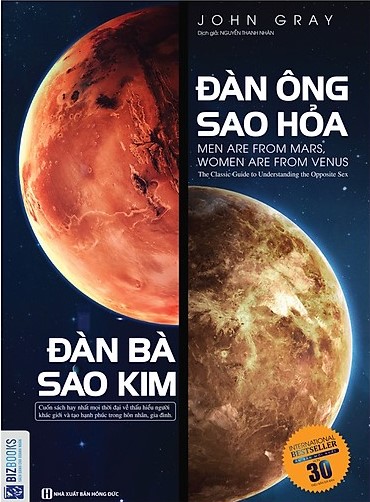 JOHN GRAY
Dịch giả: NGUYỄN THANH NHÂN
ĐÀN ÔNG
SAO HỎA
MEN ARE FROM MARS,
WOMEN ARE FROM VENUS
The Classic Guide to Understanding the Opposite Sex
ĐÀN BÀ
SAO KIM
Cuốn sách hay nhất mọi thời đại về thấu hiểu người
khác giới và tạo hạnh phúc trong hôn nhân, gia đình.
BIZBOOKS
INTERNATIONAL
BESTSELLER
30
NHÀ XUẤT BẢN HỒNG ĐỨC